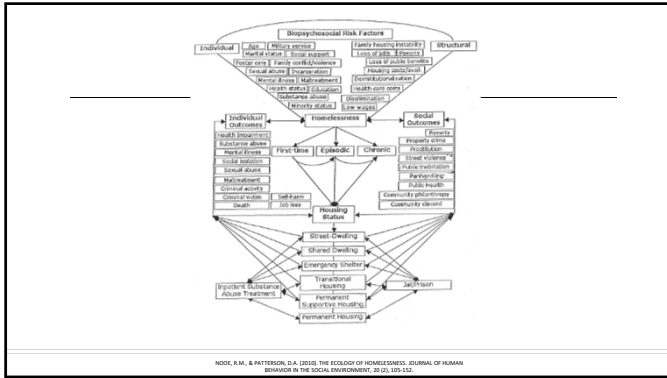 Biopsychosocial Risk Factors
Individual
Structural
Age
Military service
Marital status
Social support
Foster care
Family conflict/violence
Sexual abuse
Incarceration
Mental illness
Maltreatment
Health status
Education
Substance abuse
Minority status
Family housing instability
Loss of jobs
Poverty
Loss of public benefits
Housing costs/avail.
Deinstitutionalization
Health care costs
Discrimination
Low wages
Individual
Outcomes
Homelessness
Social
Outcomes
Health Impairment
Substance abuse
Mental illness
Social isolation
Sexual abuse
Maltreatment
Criminal activity
Criminal victim
Death
Self-harm
Job loss
First-time
Episodic
Chronic
Poverty
Property crime
Prostitution
Street violence
Public inebriation
Panhandling
Public health
Community philanthropy
Community discord
Housing
Status
Street-Dwelling
Shared Dwelling
Emergency Shelter
Transitional
Housing
Permanent
Supportive Housing
Permanent Housing
Inpatient Substance
Abuse Treatment
Jail/Prison
NOOE, R.M., & PATTERSON, D.A. (2010). THE ECOLOGY OF HOMELESSNESS. JOURNAL OF HUMAN
BEHAVIOR IN THE SOCIAL ENVIRONMENT, 20 (2), 105-152.